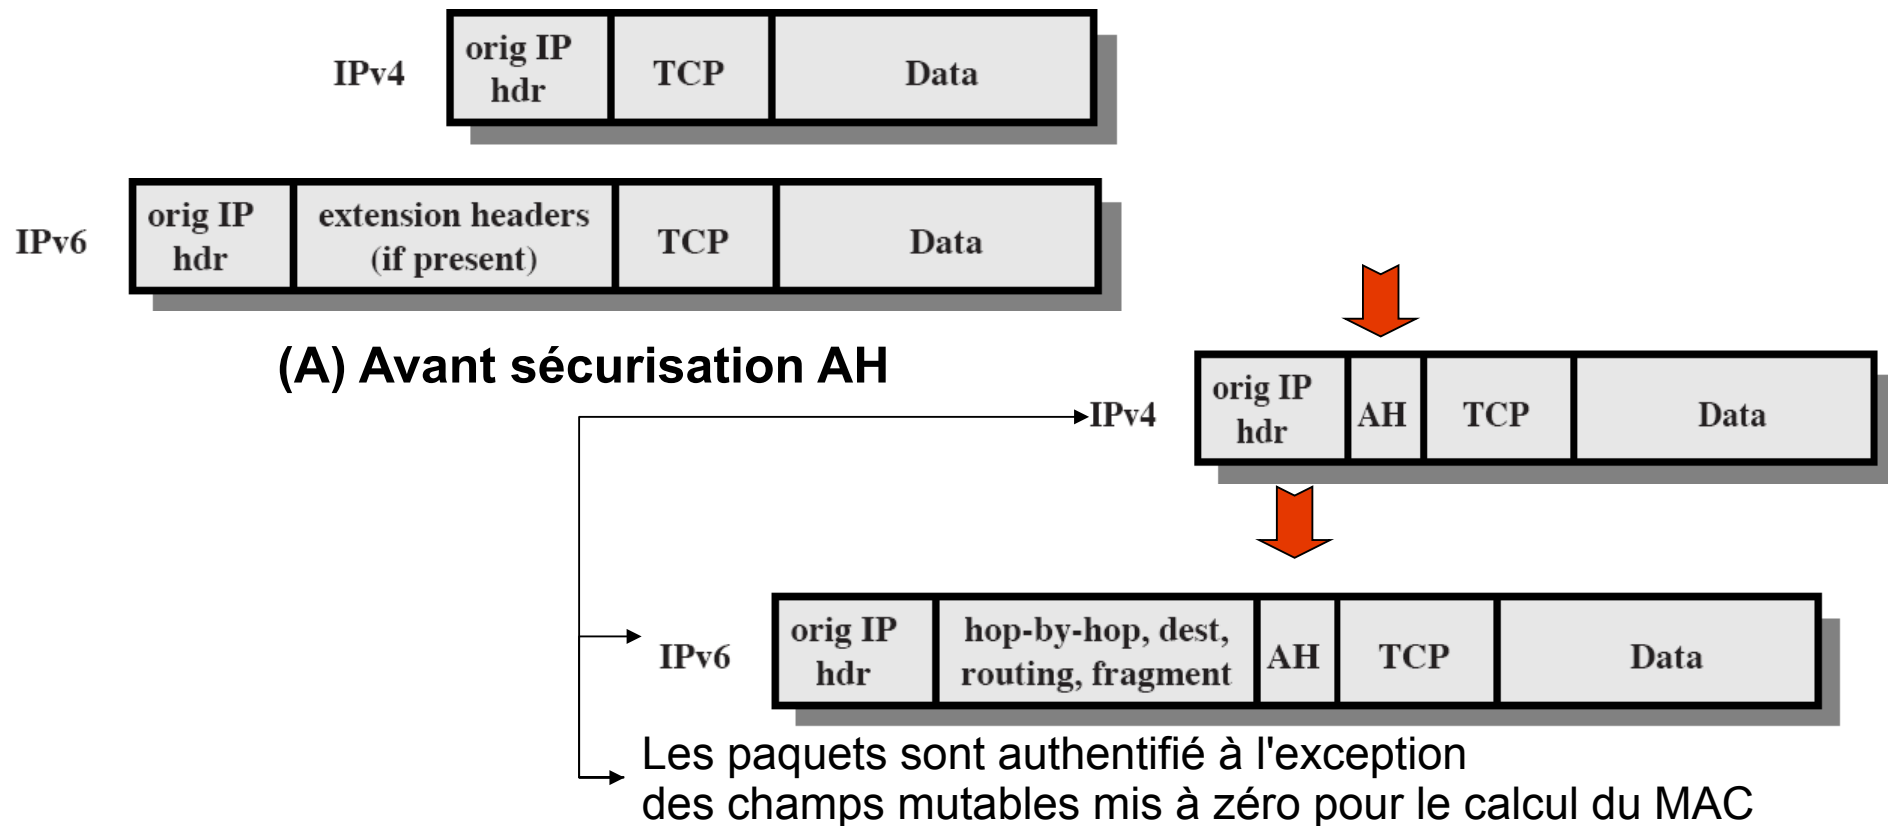 IPv4
orig IP
hdr
TCP
Data
IPv6
orig IP
hdr
extension headers
(if present)
TCP
Data
(A) Avant sécurisation AH
IPv4
orig IP
hdr
AH
TCP
Data
IPv6
orig IP
hdr
hop-by-hop, dest,
routing, fragment
AH
TCP
Data
Les paquets sont authentifié à l'exception
des champs mutables mis à zéro pour le calcul du MAC